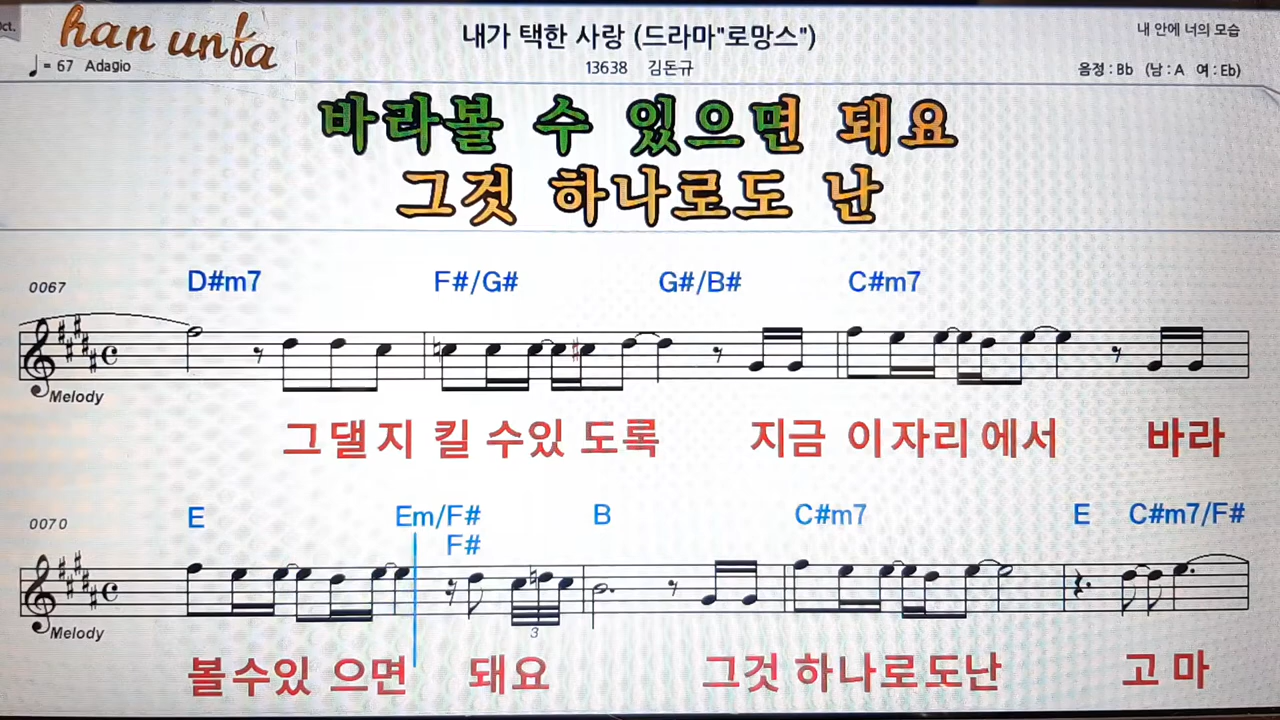 oct.
han unfa
내가 택한 사랑 (드라마"로망스")
내 안에 너의 모습
♩= 67 Adagio
13638 김돈규
음정 : Bb (남 : A 여 : Eb)
바라볼 수 있으면 돼요
그것 하나로도 난
0067
D#m7 F#/G# G#/B# C#m7
Melody
그댈지 킬 수있 도록 지금 이자리 에서 바라
0070
E Em/F# B C#m7 E C#m7/F#
F#
3
Melody
볼수있 으면 돼요 그것 하나로도난 고 마